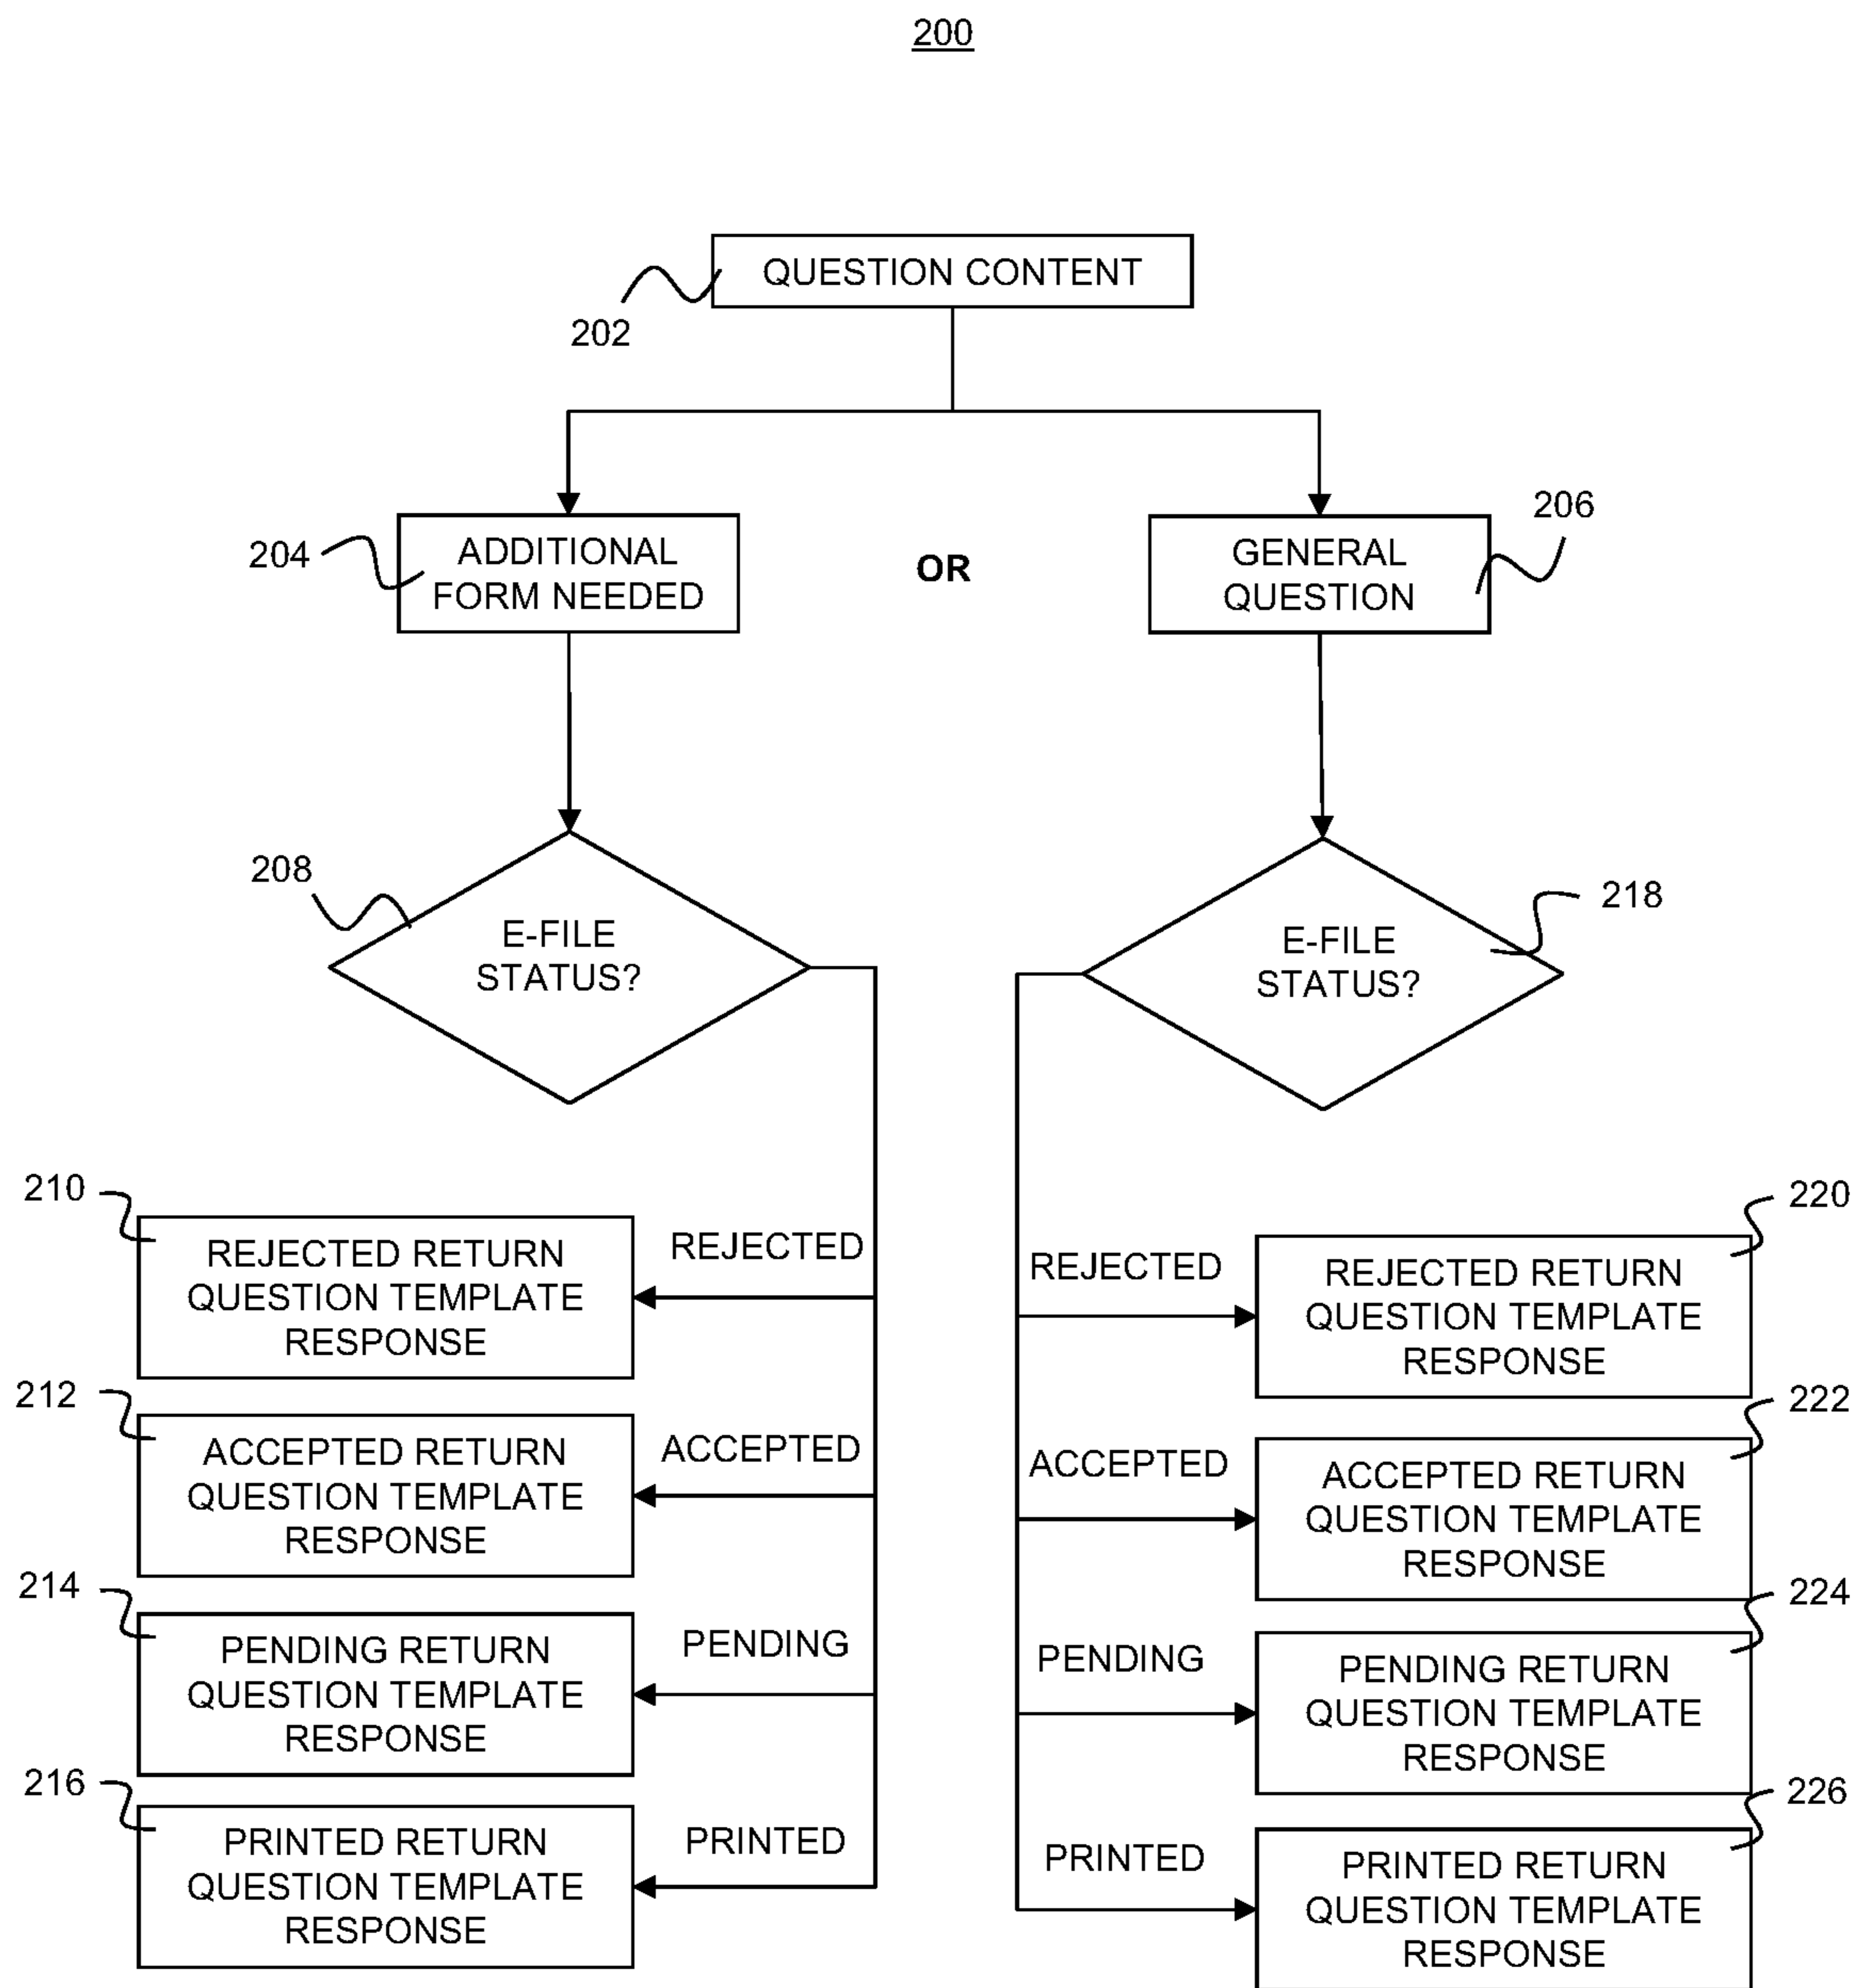 200
QUESTION CONTENT
202
204
ADDITIONAL
FORM NEEDED
OR
GENERAL
QUESTION
206
208
E-FILE
STATUS?
E-FILE
STATUS?
218
210
REJECTED RETURN
QUESTION TEMPLATE
RESPONSE
REJECTED
212
ACCEPTED RETURN
QUESTION TEMPLATE
RESPONSE
ACCEPTED
214
PENDING RETURN
QUESTION TEMPLATE
RESPONSE
PENDING
216
PRINTED RETURN
QUESTION TEMPLATE
RESPONSE
PRINTED
REJECTED
REJECTED RETURN
QUESTION TEMPLATE
RESPONSE
220
ACCEPTED
ACCEPTED RETURN
QUESTION TEMPLATE
RESPONSE
222
PENDING
PENDING RETURN
QUESTION TEMPLATE
RESPONSE
224
PRINTED
PRINTED RETURN
QUESTION TEMPLATE
RESPONSE
226